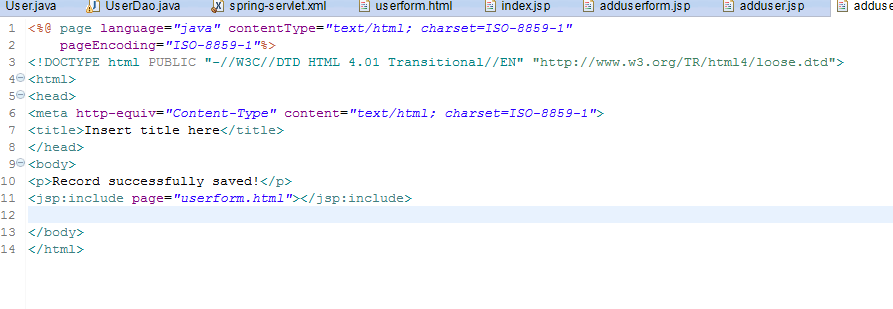 User.java UserDao.java spring-servlet.xml userform.html index.jsp adduserform.jsp adduser.jsp adduse
1 <%@ page language="java" contentType="text/html; charset=ISO-8859-1"
2 pageEncoding="ISO-8859-1"%>
3 <!DOCTYPE html PUBLIC "-//W3C//DTD HTML 4.01 Transitional//EN" "http://www.w3.org/TR/html4/loose.dtd">
4 <html>
5 <head>
6 <meta http-equiv="Content-Type" content="text/html; charset=ISO-8859-1">
7 <title>Insert title here</title>
8 </head>
9 <body>
10 <p>Record successfully saved!</p>
11 <jsp:include page="userform.html"></jsp:include>
12
13 </body>
14 </html>